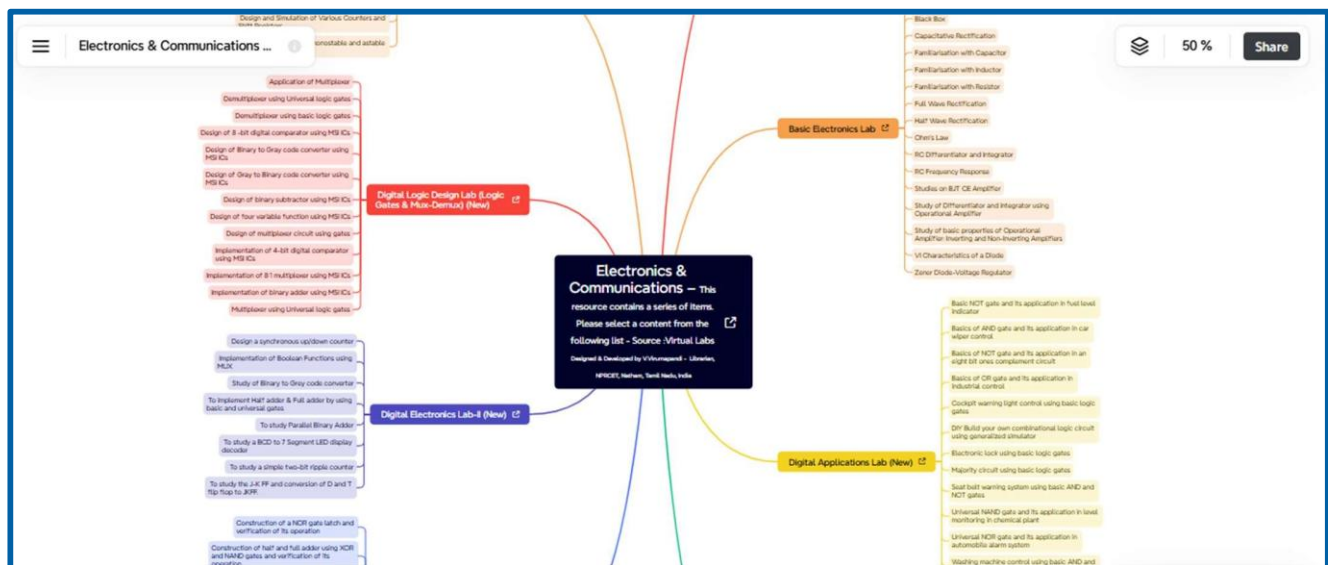 Design and Simulation of Various Counters and
Shift Registers
monostable and astable
Electronics & Communications ...
Application of Multiplexer
Demultiplexer using Universal logic gates
Demultiplexer using basic logic gates
Design of 8 -bit digital comparator using MSI ICs
Design of Binary to Gray code converter using
MSI ICs
Design of Gray to Binary code converter using
MSI ICs
Design of binary subtractor using MSI ICs
Design of four variable function using MSI ICs
Design of multiplexer circuit using gates
Implementation of 4-bit digital comparator
using MSI ICs
Implementation of 8:1 multiplexer using MSI ICs
Implementation of binary adder using MSI ICs
Multiplexer using Universal logic gates
Digital Logic Design Lab (Logic
Gates & Mux-Demux) (New)
Design a synchronous up/down counter
Implementation of Boolean Functions using
MUX
Study of Binary to Gray code converter
To implement Half adder & Full adder by using
basic and universal gates
To study Parallel Binary Adder
To study a BCD to 7 Segment LED display
decoder
To study a simple two-bit ripple counter
To study the J-K FF and conversion of D and T
flip flop to JKFF.
Digital Electronics Lab-II (New)
Construction of a NOR gate latch and
verification of its operation
Construction of half and full adder using XOR
and NAND gates and verification of its
operation
Electronics &
Communications – This
resource contains a series of items.
Please select a content from the
following list - Source :Virtual Labs
Designed & Developed by V.Virumapandi - Librarian,
NPRCET, Natham, Tamil Nadu, India
50 %
Share
Basic Electronics Lab
Black Box
Capacitative Rectification
Familiarisation with Capacitor
Familiarisation with Inductor
Familiarisation with Resistor
Full Wave Rectification
Half Wave Rectification
Ohm's Law
RC Differentiator and Integrator
RC Frequency Response
Studies on BJT CE Amplifier
Study of Differentiator and Integrator using
Operational Amplifier
Study of basic properties of Operational
Amplifier Inverting and Non-Inverting Amplifiers
VI Characteristics of a Diode
Zener Diode-Voltage Regulator
Digital Applications Lab (New)
Basic NOT gate and its application in fuel level
indicator
Basics of AND gate and its application in car
wiper control
Basics of NOT gate and its application in an
eight bit ones complement circuit
Basics of OR gate and its application in
industrial control
Cockpit warning light control using basic logic
gates
DIY Build your own combinational logic circuit
using generalized simulator
Electronic lock using basic logic gates
Majority circuit using basic logic gates
Seat belt warning system using basic AND and
NOT gates
Universal NAND gate and its application in level
monitoring in chemical plant
Universal NOR gate and its application in
automobile alarm system
Washing machine control using basic AND and